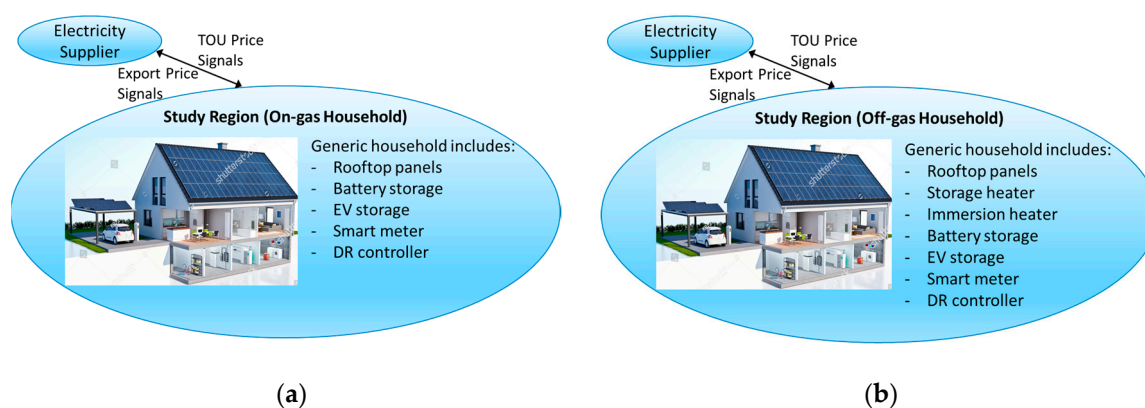 Electricity
Supplier
TOU Price
Signals
Export Price
Signals
Study Region (On-gas Household)
Generic household includes:
- Rooftop panels
- Battery storage
- EV storage
- Smart meter
- DR controller
(a)
Electricity
Supplier
TOU Price
Signals
Export Price
Signals
Study Region (Off-gas Household)
Generic household includes:
- Rooftop panels
- Storage heater
- Immersion heater
- Battery storage
- EV storage
- Smart meter
- DR controller
(b)